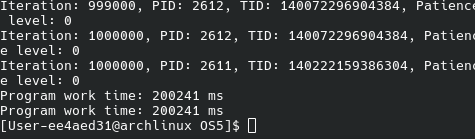 Iteration: 999000, PID: 2612, TID: 140072296904384, Patience
 level: 0
Iteration: 1000000, PID: 2612, TID: 140072296904384, Patienc
e level: 0
Iteration: 1000000, PID: 2611, TID: 140222159386304, Patienc
e level: 0
Program work time: 200241 ms
Program work time: 200241 ms
[User-ee4aed31@archlinux OS5]$